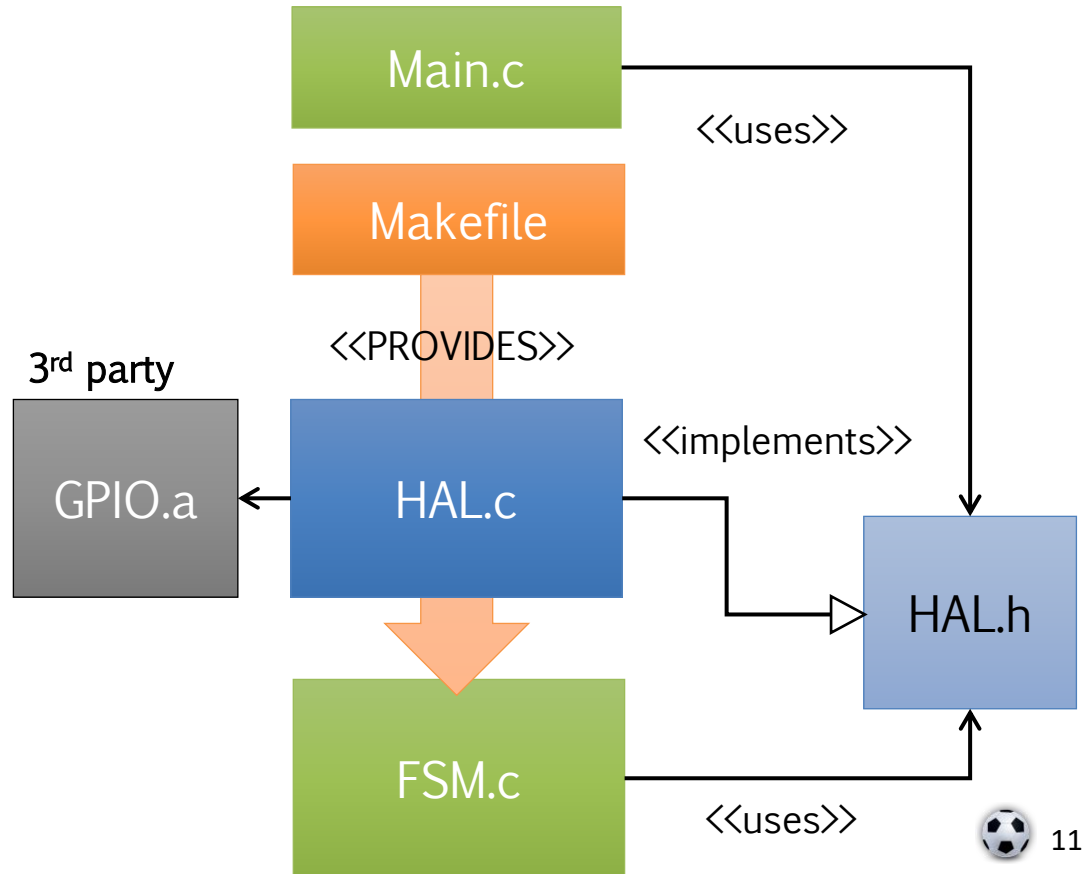 Main.c
<<uses>>
Makefile
<<PROVIDES>>
3rd party
<<implements>>
GPIO.a
HAL.c
HAL.h
FSM.c
<<uses>>
11